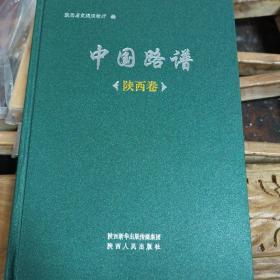 陕西省交通运输厅 编
中国路谱
陕西卷
陕西新华出版传媒集团
陕西人民出版社